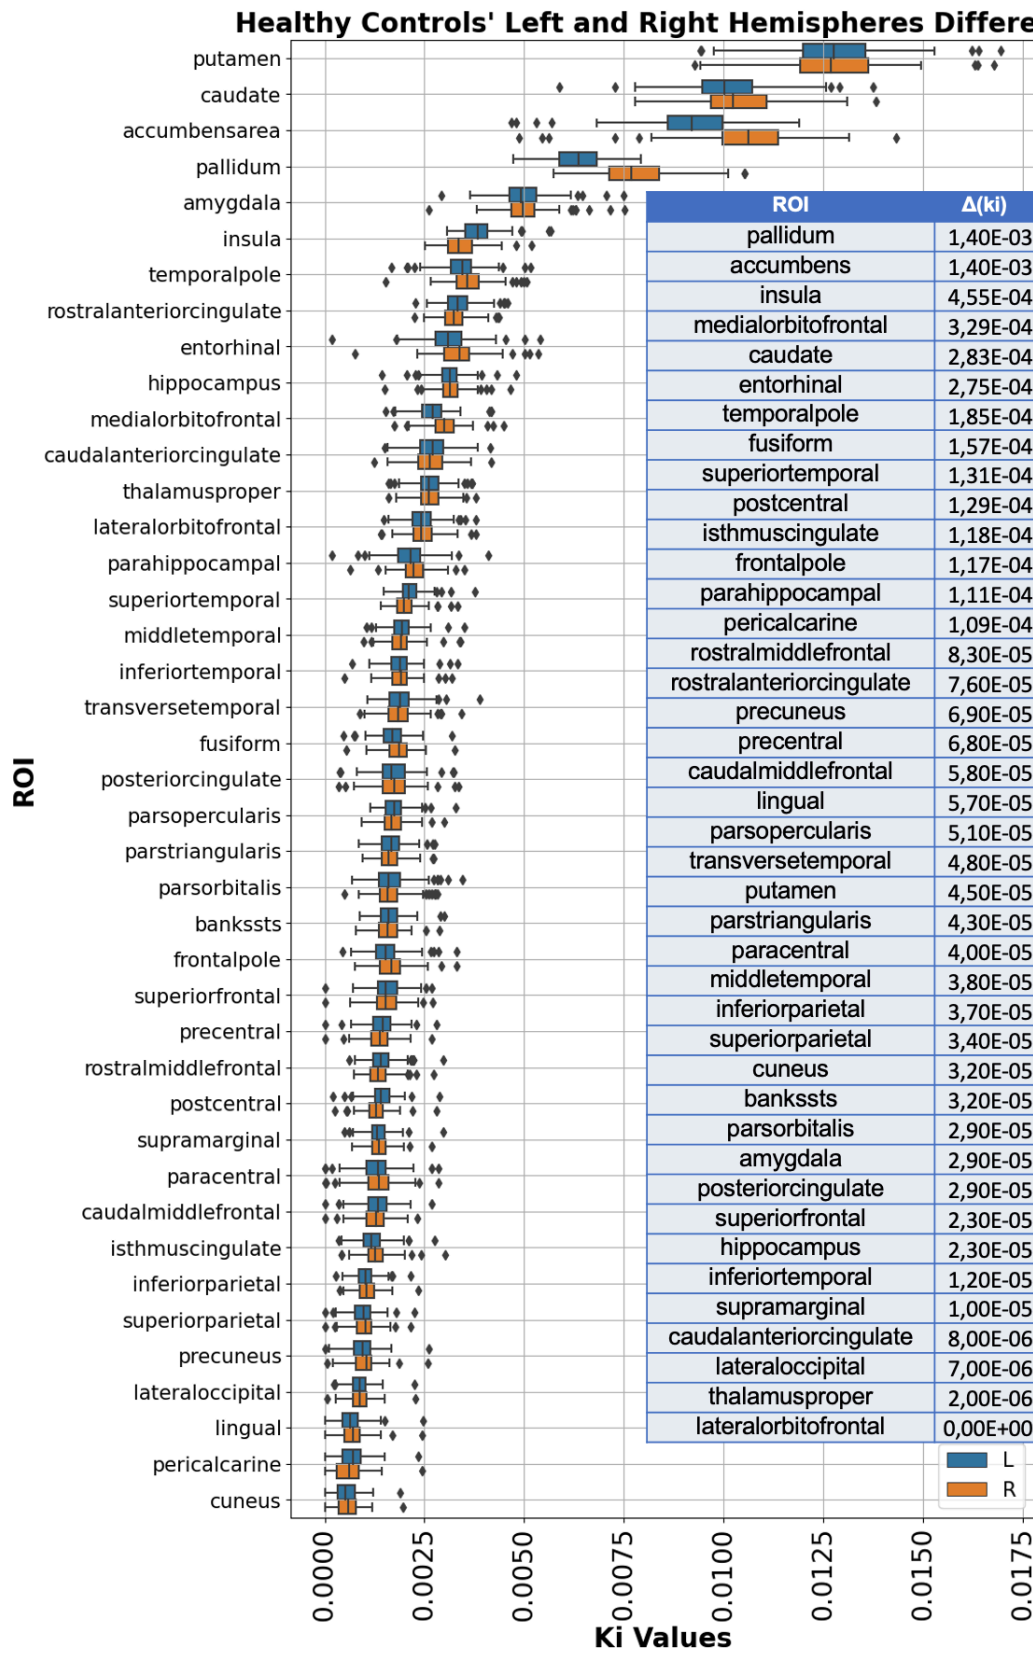 Healthy Controls' Left and Right Hemispheres Differe
putamen
caudate
accumbensarea
pallidum
amygdala
insula
temporalpole
rostralanteriorcingulate
entorhinal
hippocampus
medialorbitofrontal
caudalanteriorcingulate
thalamusproper
lateralorbitofrontal
parahippocampal
superiortemporal
middletemporal
inferiortemporal
transversetemporal
fusiform
posteriorcingulate
parsopercularis
parstriangularis
parsorbitalis
bankssts
frontalpole
superiorfrontal
precentral
rostralmiddlefrontal
postcentral
supramarginal
paracentral
caudalmiddlefrontal
isthmuscingulate
inferiorparietal
superiorparietal
precuneus
lateraloccipital
lingual
pericalcarine
cuneus
ROI
ROI Δ(ki)
pallidum 1,40E-03
accumbens 1,40E-03
insula 4,55E-04
medialorbitofrontal 3,29E-04
caudate 2,83E-04
entorhinal 2,75E-04
temporalpole 1,85E-04
fusiform 1,57E-04
superiortemporal 1,31E-04
postcentral 1,29E-04
isthmuscingulate 1,18E-04
frontalpole 1,17E-04
parahippocampal 1,11E-04
pericalcarine 1,09E-04
rostralmiddlefrontal 8,30E-05
rostralanteriorcingulate 7,60E-05
precuneus 6,90E-05
precentral 6,80E-05
caudalmiddlefrontal 5,80E-05
lingual 5,70E-05
parsopercularis 5,10E-05
transversetemporal 4,80E-05
putamen 4,50E-05
parstriangularis 4,30E-05
paracentral 4,00E-05
middletemporal 3,80E-05
inferiorparietal 3,70E-05
superiorparietal 3,40E-05
cuneus 3,20E-05
bankssts 3,20E-05
parsorbitalis 2,90E-05
amygdala 2,90E-05
posteriorcingulate 2,90E-05
superiorfrontal 2,30E-05
hippocampus 2,30E-05
inferiortemporal 1,20E-05
supramarginal 1,00E-05
caudalanteriorcingulate 8,00E-06
lateraloccipital 7,00E-06
thalamusproper 2,00E-06
lateralorbitofrontal 0,00E+00
L
R
0.0000 0.0025 0.0050 0.0075 0.0100 0.0125 0.0150 0.0175
Ki Values